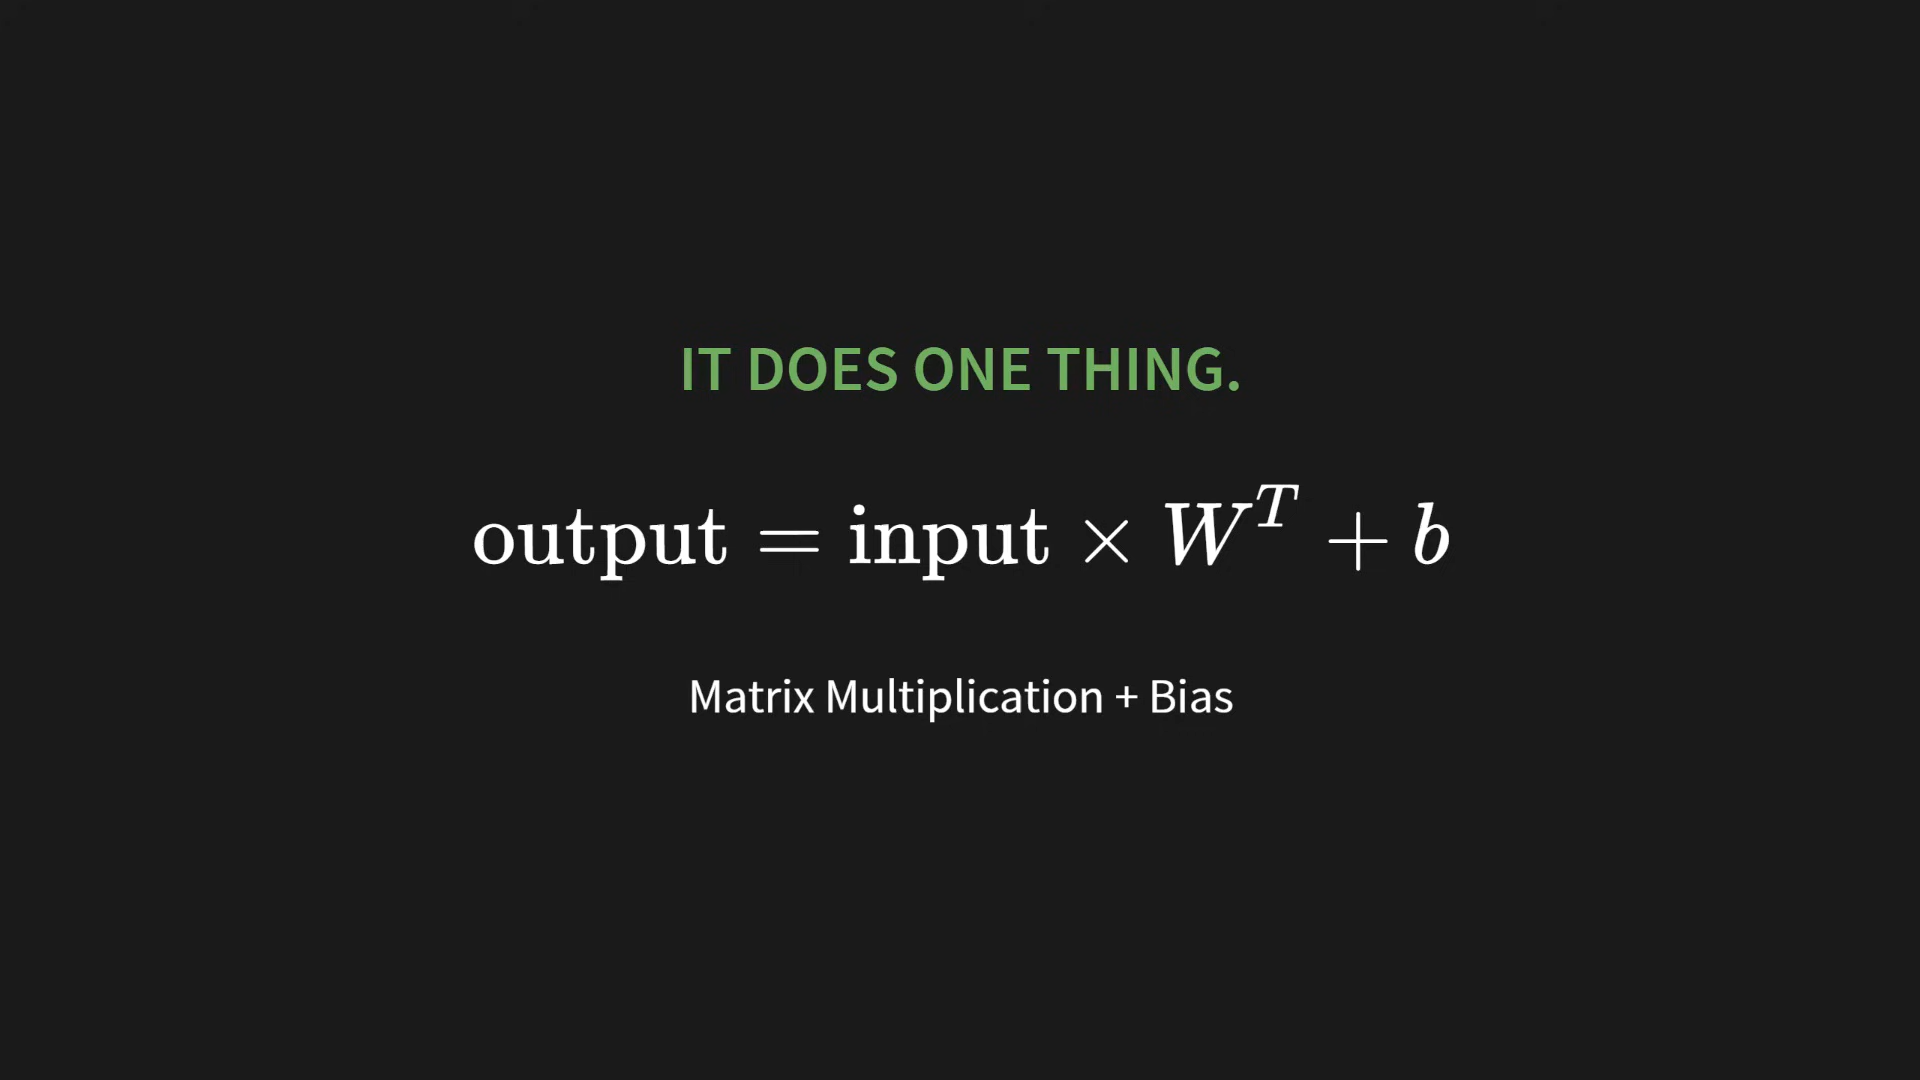 IT DOES ONE THING.
output = input × W^T + b
Matrix Multiplication + Bias